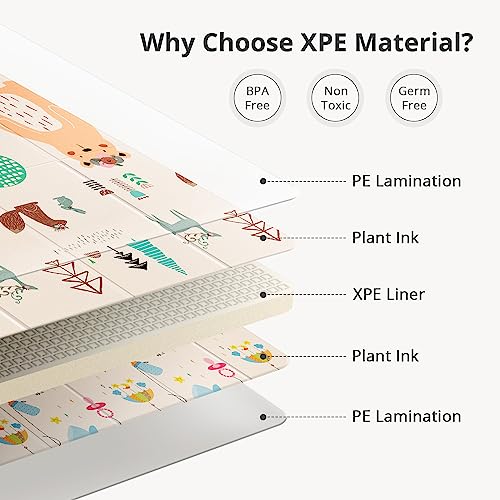 Why Choose XPE Material?
BPA
Free
Non
Toxic
Germ
Free
PE Lamination
Plant Ink
XPE Liner
Plant Ink
PE Lamination